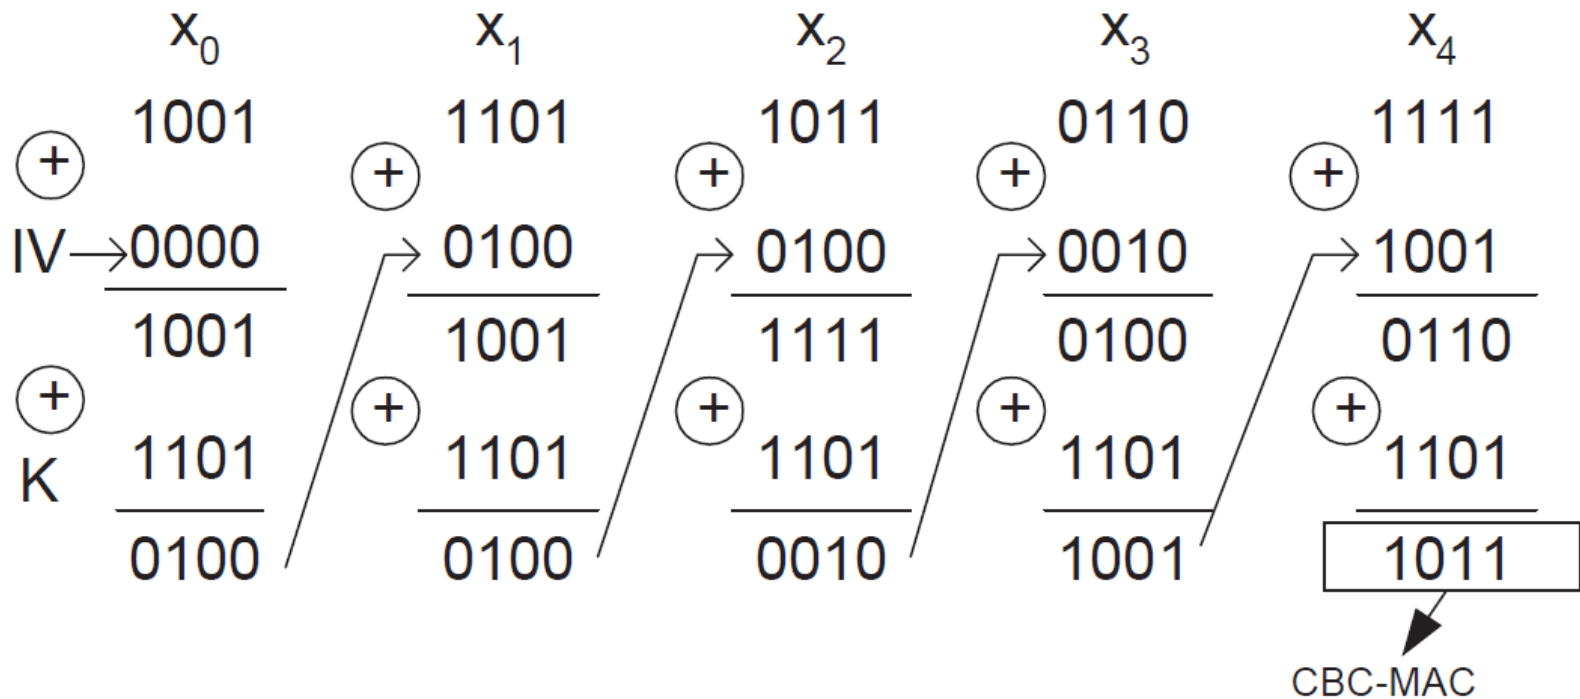 x0 x1 x2 x3 x4
1001 1101 1011 0110 1111
+ + + + +
IV 0000 0100 0100 0010 1001
1001 1001 1111 0100 0110
+ + + + +
K 1101 1101 1101 1101 1101
0100 0100 0010 1001 1011
CBC-MAC